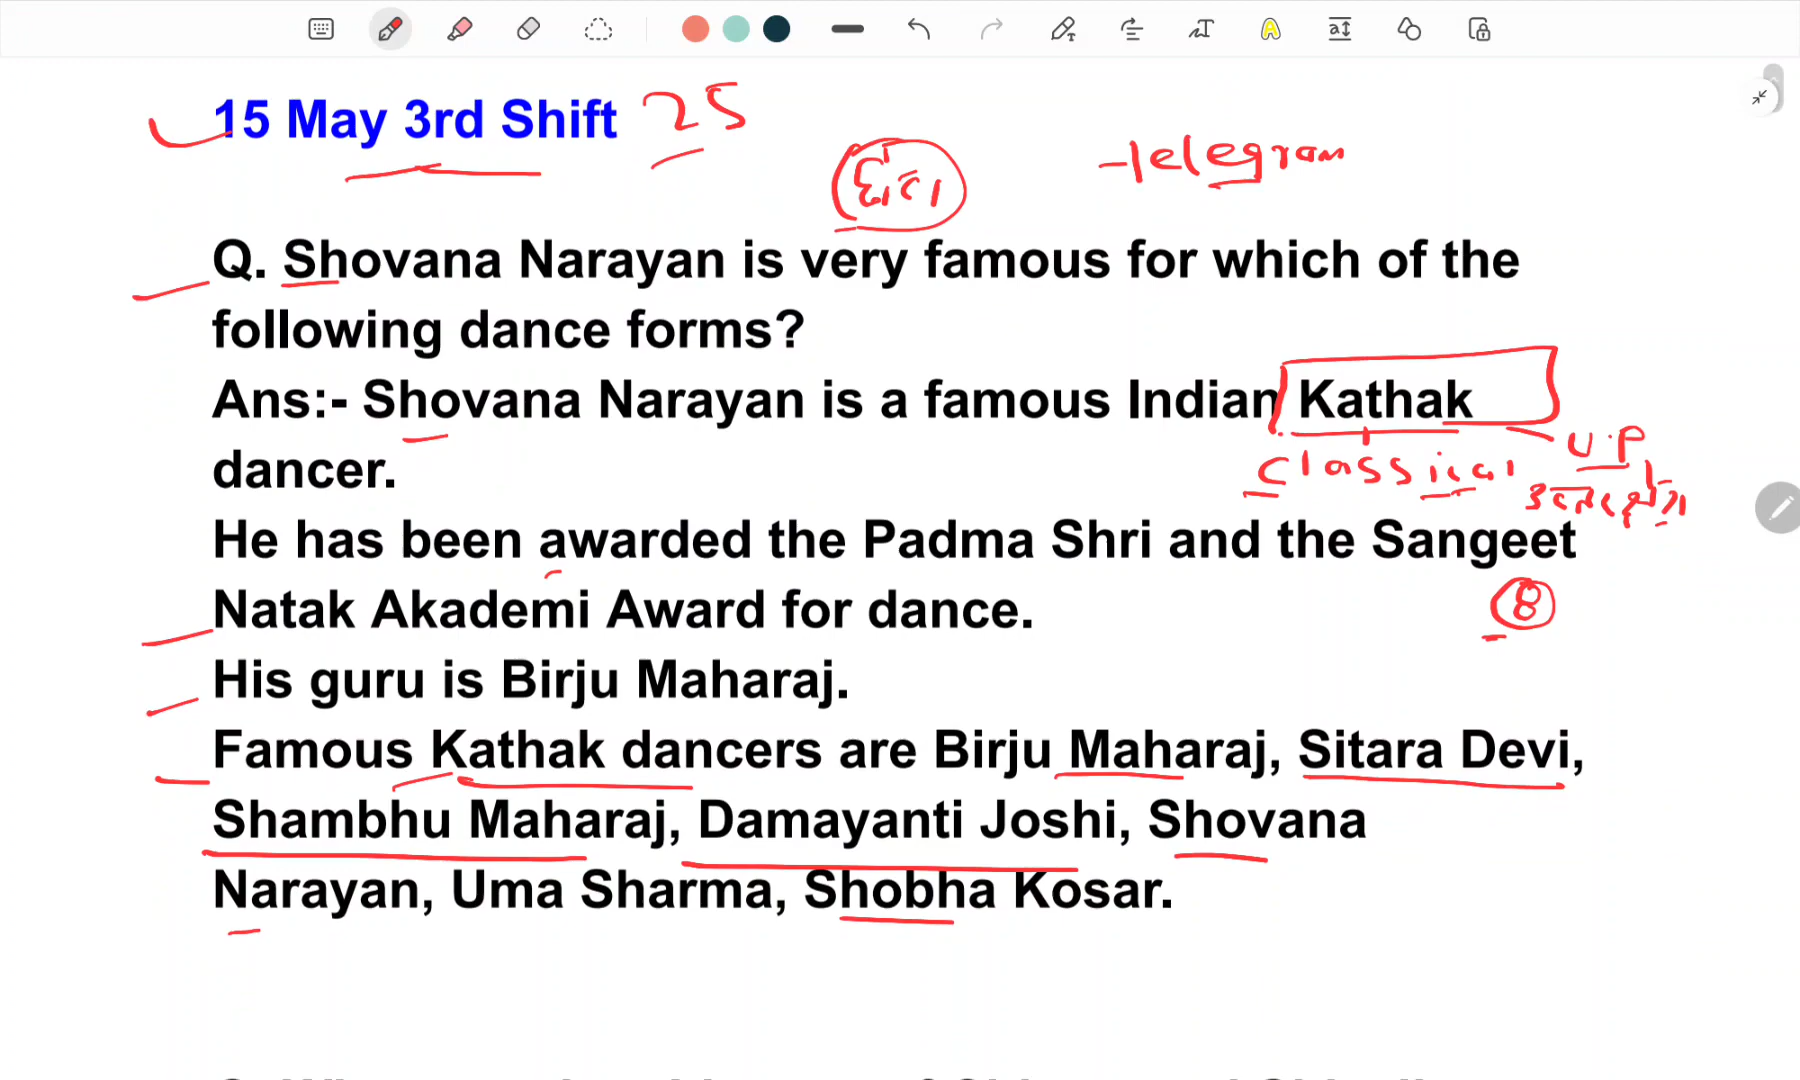 15 May 3rd Shift 25
Telegram
Q. Shovana Narayan is very famous for which of the
following dance forms?
Ans:- Shovana Narayan is a famous Indian Kathak
U.P
classical
dancer.
He has been awarded the Padma Shri and the Sangeet
Natak Akademi Award for dance.
8
His guru is Birju Maharaj.
Famous Kathak dancers are Birju Maharaj, Sitara Devi,
Shambhu Maharaj, Damayanti Joshi, Shovana
Narayan, Uma Sharma, Shobha Kosar.